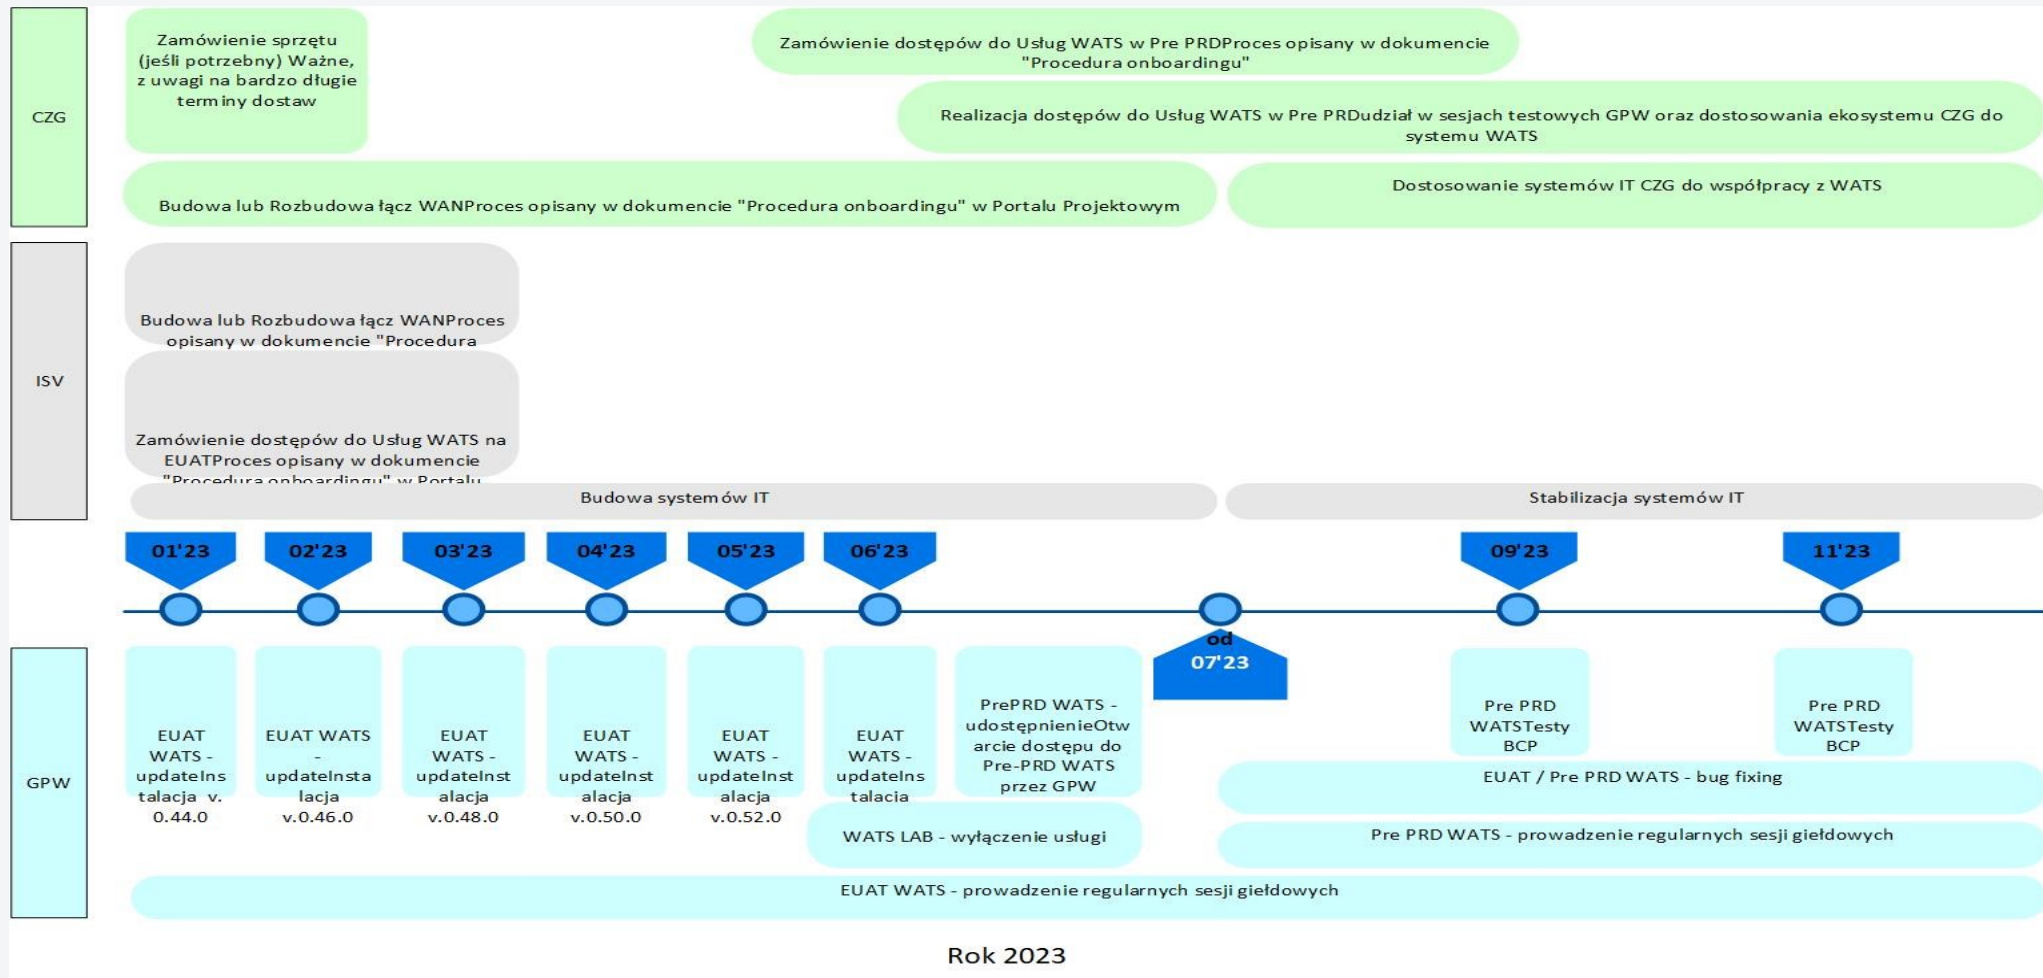 CZG
Zamówienie sprzętu
(jeśli potrzebny) Ważne,
z uwagi na bardzo długie
terminy dostaw
Zamówienie dostępów do Usług WATS w Pre PRDProces opisany w dokumencie
"Procedura onboardingu"
Realizacja dostępów do Usług WATS w Pre PRDudział w sesjach testowych GPW oraz dostosowania ekosystemu CZG do
systemu WATS
Budowa lub Rozbudowa łącz WANProces opisany w dokumencie "Procedura onboardingu" w Portalu Projektowym
Dostosowanie systemów IT CZG do współpracy z WATS
ISV
Budowa lub Rozbudowa łącz WANProces
opisany w dokumencie "Procedura
Zamówienie dostępów do Usług WATS na
EUATProces opisany w dokumencie
"Procedura onboardingu" w Portalu
Budowa systemów IT
Stabilizacja systemów IT
01'23
02'23
03'23
04'23
05'23
06'23
od
07'23
09'23
11'23
GPW
EUAT
WATS -
updateIns
talacja v.
0.44.0
EUAT WATS
-
updateInsta
lacja
v.0.46.0
EUAT
WATS -
updateInst
alacja
v.0.48.0
EUAT
WATS -
updateInst
alacja
v.0.50.0
EUAT
WATS -
updateInst
alacja
v.0.52.0
EUAT
WATS -
updateIns
talacja
PrePRD WATS -
udostępnienieOtw
arcie dostępu do
Pre-PRD WATS
przez GPW
Pre PRD
WATSTesty
BCP
Pre PRD
WATSTesty
BCP
EUAT / Pre PRD WATS - bug fixing
WATS LAB - wyłączenie usługi
Pre PRD WATS - prowadzenie regularnych sesji giełdowych
EUAT WATS - prowadzenie regularnych sesji giełdowych
Rok 2023